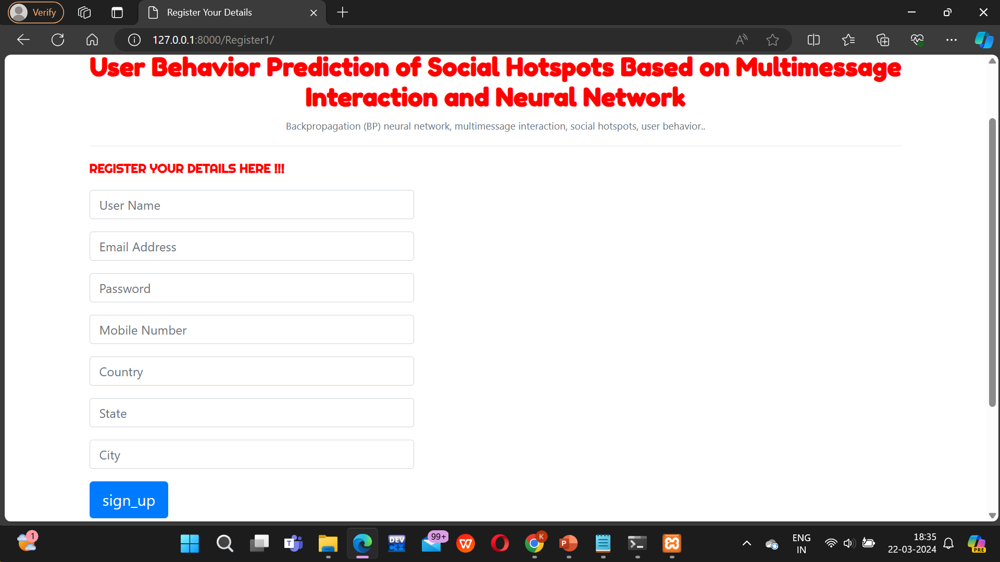 Verify
Register Your Details
127.0.0.1:8000/Register1/
User Behavior Prediction of Social Hotspots Based on Multimessage
Interaction and Neural Network
Backpropagation (BP) neural network, multimessage interaction, social hotspots, user behavior..
REGISTER YOUR DETAILS HERE !!!
User Name
Email Address
Password
Mobile Number
Country
State
City
sign_up
1
T
DEV
C++
99+
W
K
P
ENG
IN
18:35
22-03-2024
PRE